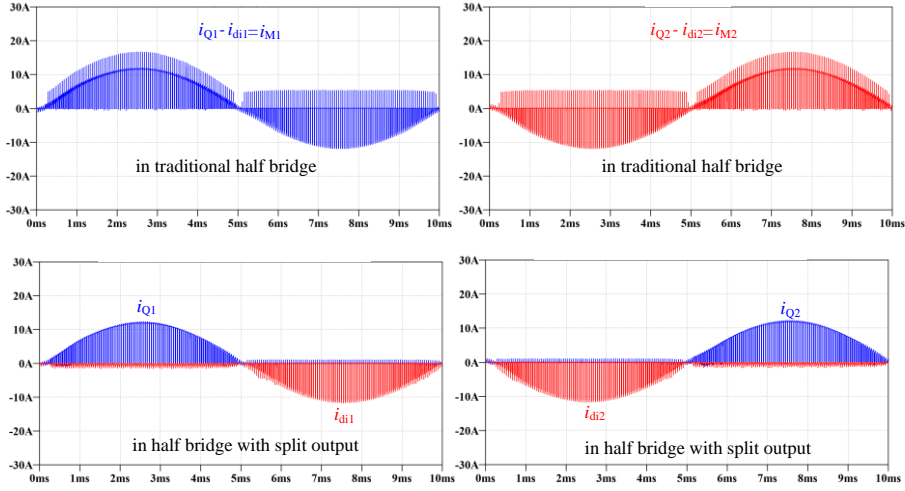 30A
20A
10A
0A
-10A
-20A
-30A
iQ1 - idi1=iM1
in traditional half bridge
0ms 1ms 2ms 3ms 4ms 5ms 6ms 7ms 8ms 9ms 10ms
30A
20A
10A
0A
-10A
-20A
-30A
iQ2 - idi2=iM2
in traditional half bridge
0ms 1ms 2ms 3ms 4ms 5ms 6ms 7ms 8ms 9ms 10ms
30A
20A
10A
0A
-10A
-20A
-30A
iQ1
idi1
in half bridge with split output
0ms 1ms 2ms 3ms 4ms 5ms 6ms 7ms 8ms 9ms 10ms
30A
20A
10A
0A
-10A
-20A
-30A
iQ2
idi2
in half bridge with split output
0ms 1ms 2ms 3ms 4ms 5ms 6ms 7ms 8ms 9ms 10ms